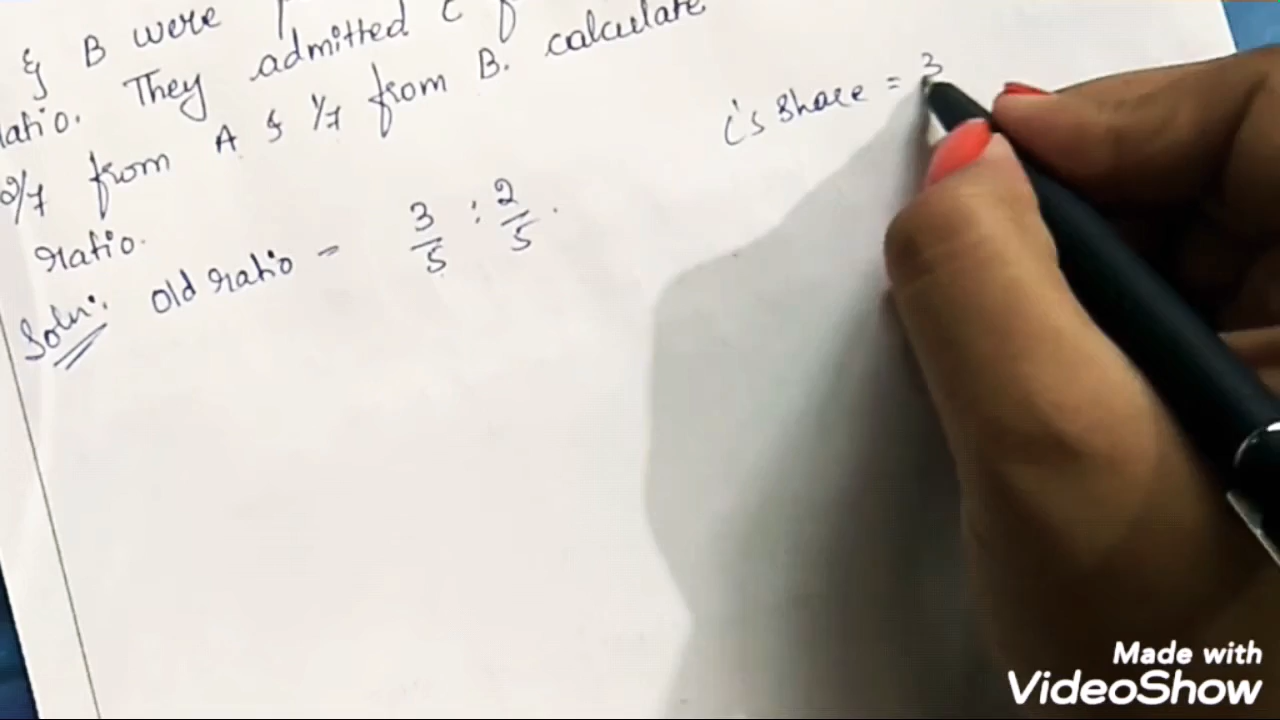 & B were
ratio. They admitted C
2/7 from A & 1/7 from B. calculate
ratio.
Soln:. Old ratio - 3/5 : 2/5.
C's Share = 3
Made with
VideoShow